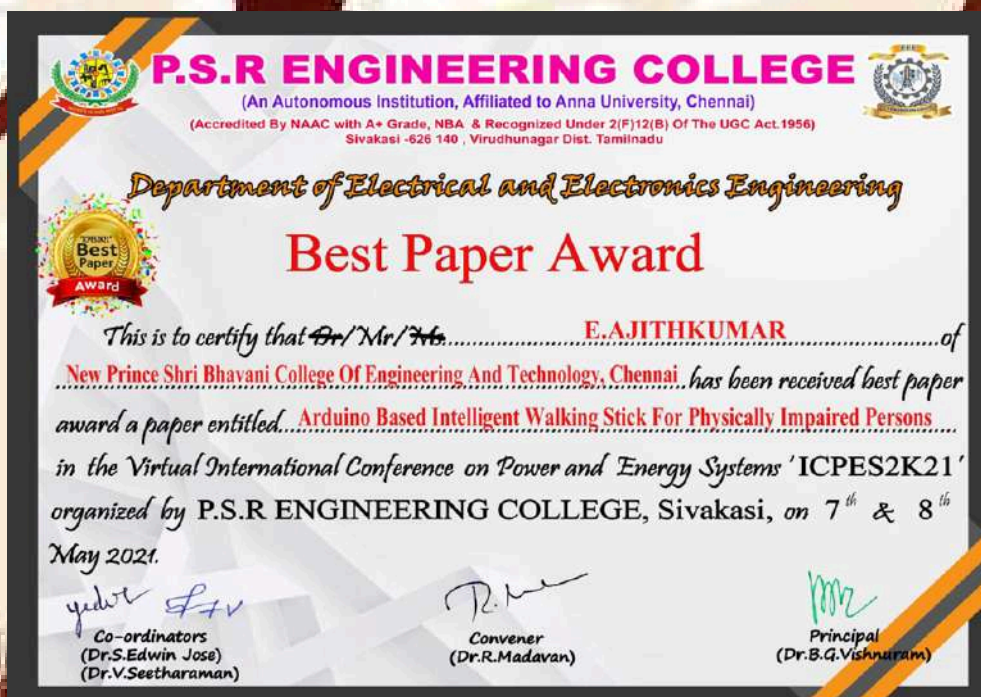 P.S.R ENGINEERING COLLEGE
(An Autonomous Institution, Affiliated to Anna University, Chennai)
(Accredited By NAAC with A+ Grade, NBA & Recognized Under 2(F)12(B) Of The UGC Act.1956)
Sivakasi -626 140 , Virudhunagar Dist. Tamilnadu
Department of Electrical and Electronics Engineering
Best
Paper
Award
Best Paper Award
This is to certify that Dr/Mr/Ms. E.AJITHKUMAR of
New Prince Shri Bhavani College Of Engineering And Technology, Chennai has been received best paper
award a paper entitled Arduino Based Intelligent Walking Stick For Physically Impaired Persons
in the Virtual International Conference on Power and Energy Systems 'ICPES2K21'
organized by P.S.R ENGINEERING COLLEGE, Sivakasi, on 7th & 8th
May 2021.
Co-ordinators
(Dr.S.Edwin Jose)
(Dr.V.Seetharaman)
Convener
(Dr.R.Madavan)
Principal
(Dr.B.G.Vishnuram)